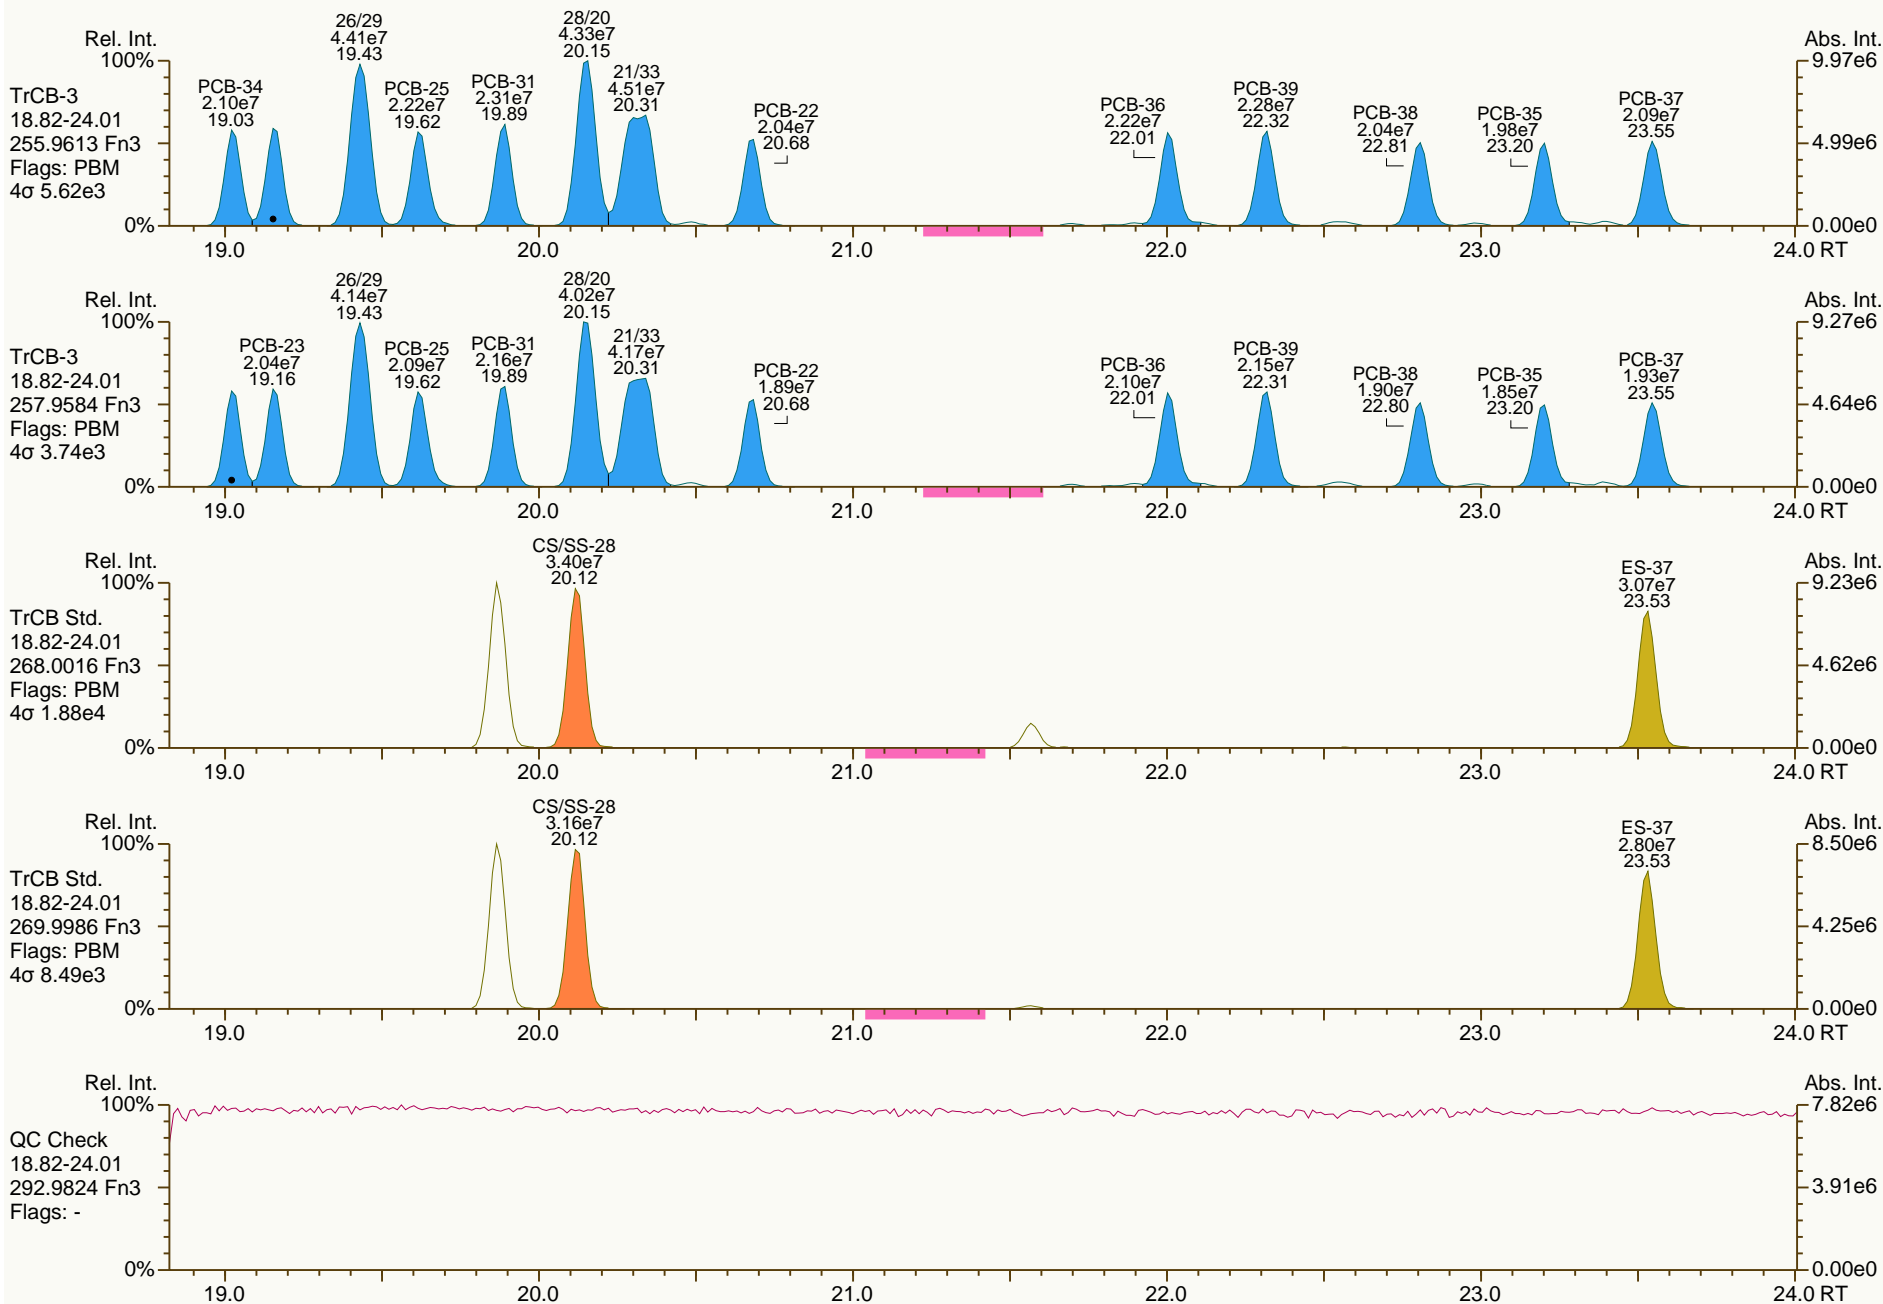 Rel. Int.
100%
0%
TrCB-3
18.82-24.01
255.9613 Fn3
Flags: PBM
4σ 5.62e3
PCB-34
2.10e7
19.03
26/29
4.41e7
19.43
PCB-25
2.22e7
19.62
PCB-31
2.31e7
19.89
28/20
4.33e7
20.15
21/33
4.51e7
20.31
PCB-22
2.04e7
20.68
PCB-36
2.22e7
22.01
PCB-39
2.28e7
22.32
PCB-38
2.04e7
22.81
PCB-35
1.98e7
23.20
PCB-37
2.09e7
23.55
Abs. Int.
9.97e6
4.99e6
0.00e0
19.0 20.0 21.0 22.0 23.0 24.0 RT
Rel. Int.
100%
0%
TrCB-3
18.82-24.01
257.9584 Fn3
Flags: PBM
4σ 3.74e3
PCB-23
2.04e7
19.16
26/29
4.14e7
19.43
PCB-25
2.09e7
19.62
PCB-31
2.16e7
19.89
28/20
4.02e7
20.15
21/33
4.17e7
20.31
PCB-22
1.89e7
20.68
PCB-36
2.10e7
22.01
PCB-39
2.15e7
22.31
PCB-38
1.90e7
22.80
PCB-35
1.85e7
23.20
PCB-37
1.93e7
23.55
Abs. Int.
9.27e6
4.64e6
0.00e0
19.0 20.0 21.0 22.0 23.0 24.0 RT
Rel. Int.
100%
0%
TrCB Std.
18.82-24.01
268.0016 Fn3
Flags: PBM
4σ 1.88e4
CS/SS-28
3.40e7
20.12
ES-37
3.07e7
23.53
Abs. Int.
9.23e6
4.62e6
0.00e0
19.0 20.0 21.0 22.0 23.0 24.0 RT
Rel. Int.
100%
0%
TrCB Std.
18.82-24.01
269.9986 Fn3
Flags: PBM
4σ 8.49e3
CS/SS-28
3.16e7
20.12
ES-37
2.80e7
23.53
Abs. Int.
8.50e6
4.25e6
0.00e0
19.0 20.0 21.0 22.0 23.0 24.0 RT
Rel. Int.
100%
0%
QC Check
18.82-24.01
292.9824 Fn3
Flags: -
Abs. Int.
7.82e6
3.91e6
0.00e0
19.0 20.0 21.0 22.0 23.0 24.0 RT